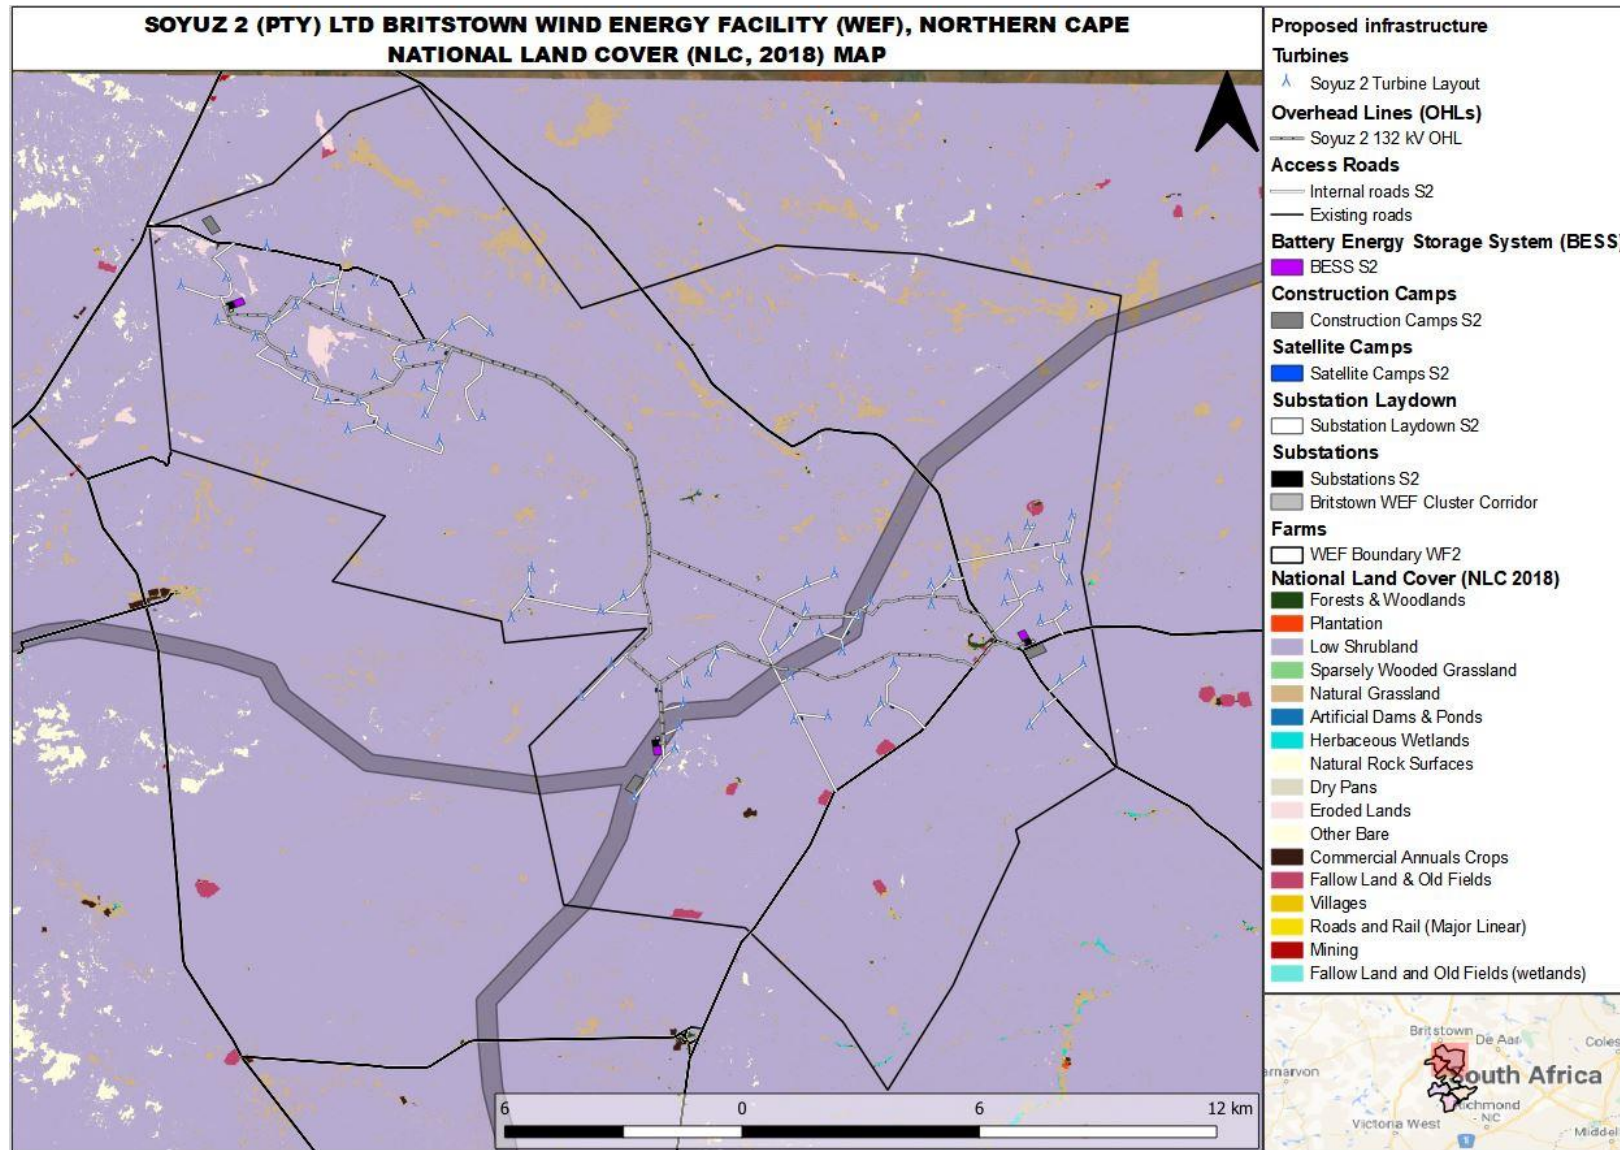 SOYUZ 2 (PTY) LTD BRITSTOWN WIND ENERGY FACILITY (WEF), NORTHERN CAPE
NATIONAL LAND COVER (NLC, 2018) MAP
Proposed infrastructure
Turbines
Soyuz 2 Turbine Layout
Overhead Lines (OHLs)
Soyuz 2 132 kV OHL
Access Roads
Internal roads S2
Existing roads
Battery Energy Storage System (BESS)
BESS S2
Construction Camps
Construction Camps S2
Satellite Camps
Satellite Camps S2
Substation Laydown
Substation Laydown S2
Substations
Substations S2
Britstown WEF Cluster Corridor
Farms
WEF Boundary WF2
National Land Cover (NLC 2018)
Forests & Woodlands
Plantation
Low Shrubland
Sparsely Wooded Grassland
Natural Grassland
Artificial Dams & Ponds
Herbaceous Wetlands
Natural Rock Surfaces
Dry Pans
Eroded Lands
Other Bare
Commercial Annuals Crops
Fallow Land & Old Fields
Villages
Roads and Rail (Major Linear)
Mining
Fallow Land and Old Fields (wetlands)
6 0 6 12 km
Britstown
De Aar
Coles
outh Africa
ichmond
NC
Victoria West
Middel